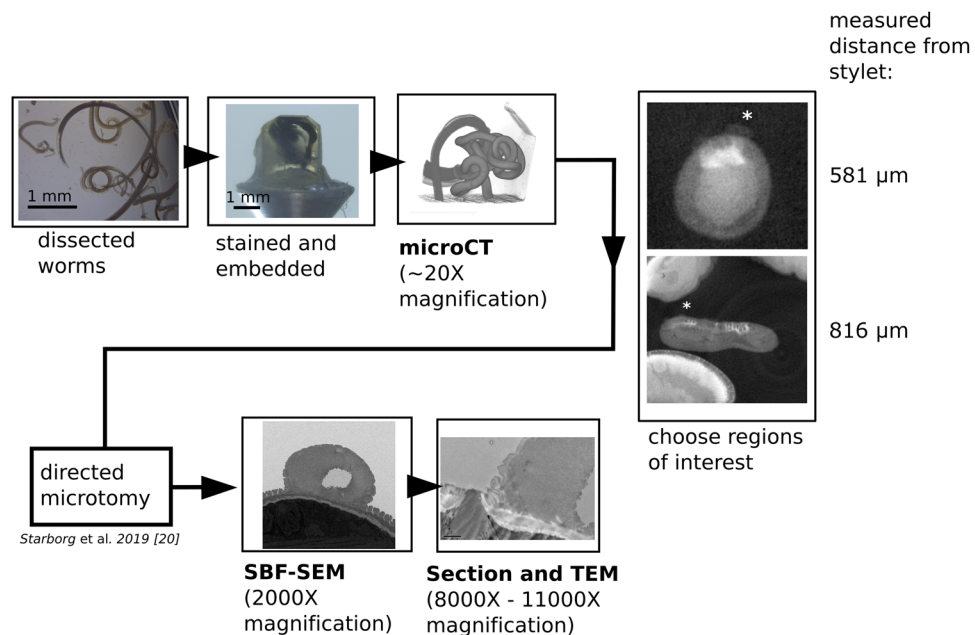 measured
distance from
stylet:
1 mm
1 mm
*
581 µm
dissected
worms
stained and
embedded
microCT
(~20X
magnification)
*
816 µm
choose regions
of interest
directed
microtomy
Starborg et al. 2019 [20]
SBF-SEM
(2000X
magnification)
Section and TEM
(8000X - 11000X
magnification)